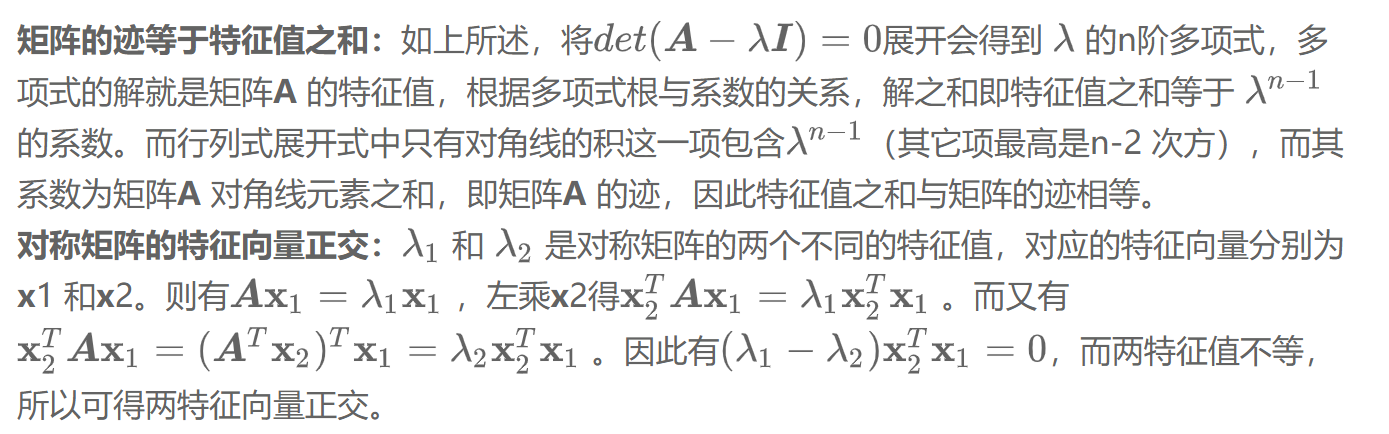 矩阵的迹等于特征值之和：如上所述，将$det(\boldsymbol{A}-\lambda\boldsymbol{I})=0$展开会得到 $\lambda$ 的n阶多项式，多
项式的解就是矩阵A 的特征值，根据多项式根与系数的关系，解之和即特征值之和等于 $\lambda^{n-1}$
的系数。而行列式展开式中只有对角线的积这一项包含$\lambda^{n-1}$（其它项最高是n-2 次方），而其
系数为矩阵A 对角线元素之和，即矩阵A 的迹，因此特征值之和与矩阵的迹相等。
对称矩阵的特征向量正交：$\lambda_1$ 和 $\lambda_2$ 是对称矩阵的两个不同的特征值，对应的特征向量分别为
x1 和x2。则有$\boldsymbol{A}\mathbf{x}_1=\lambda_1\mathbf{x}_1$ ，左乘x2得$\mathbf{x}_2^T\boldsymbol{A}\mathbf{x}_1=\lambda_1\mathbf{x}_2^T\mathbf{x}_1$ 。而又有
$\mathbf{x}_2^T\boldsymbol{A}\mathbf{x}_1=(\boldsymbol{A}^T\mathbf{x}_2)^T\mathbf{x}_1=\lambda_2\mathbf{x}_2^T\mathbf{x}_1$ 。因此有$(\lambda_1-\lambda_2)\mathbf{x}_2^T\mathbf{x}_1=0$，而两特征值不等，
所以可得两特征向量正交。